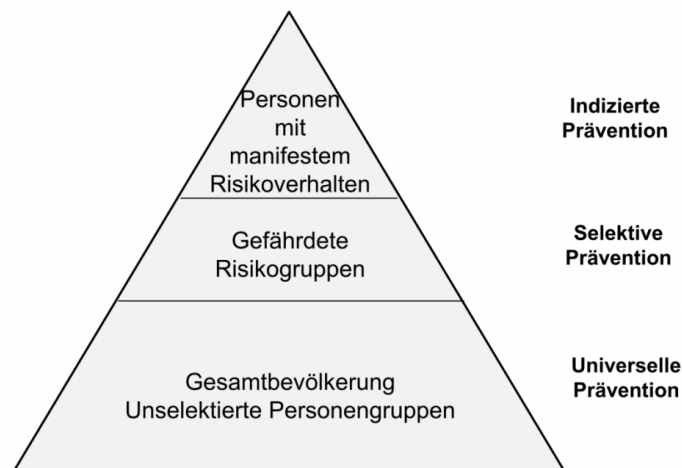 Personen
mit
manifestem
Risikoverhalten
Indizierte
Prävention
Gefährdete
Risikogruppen
Selektive
Prävention
Gesamtbevölkerung
Unselektierte Personengruppen
Universelle
Prävention